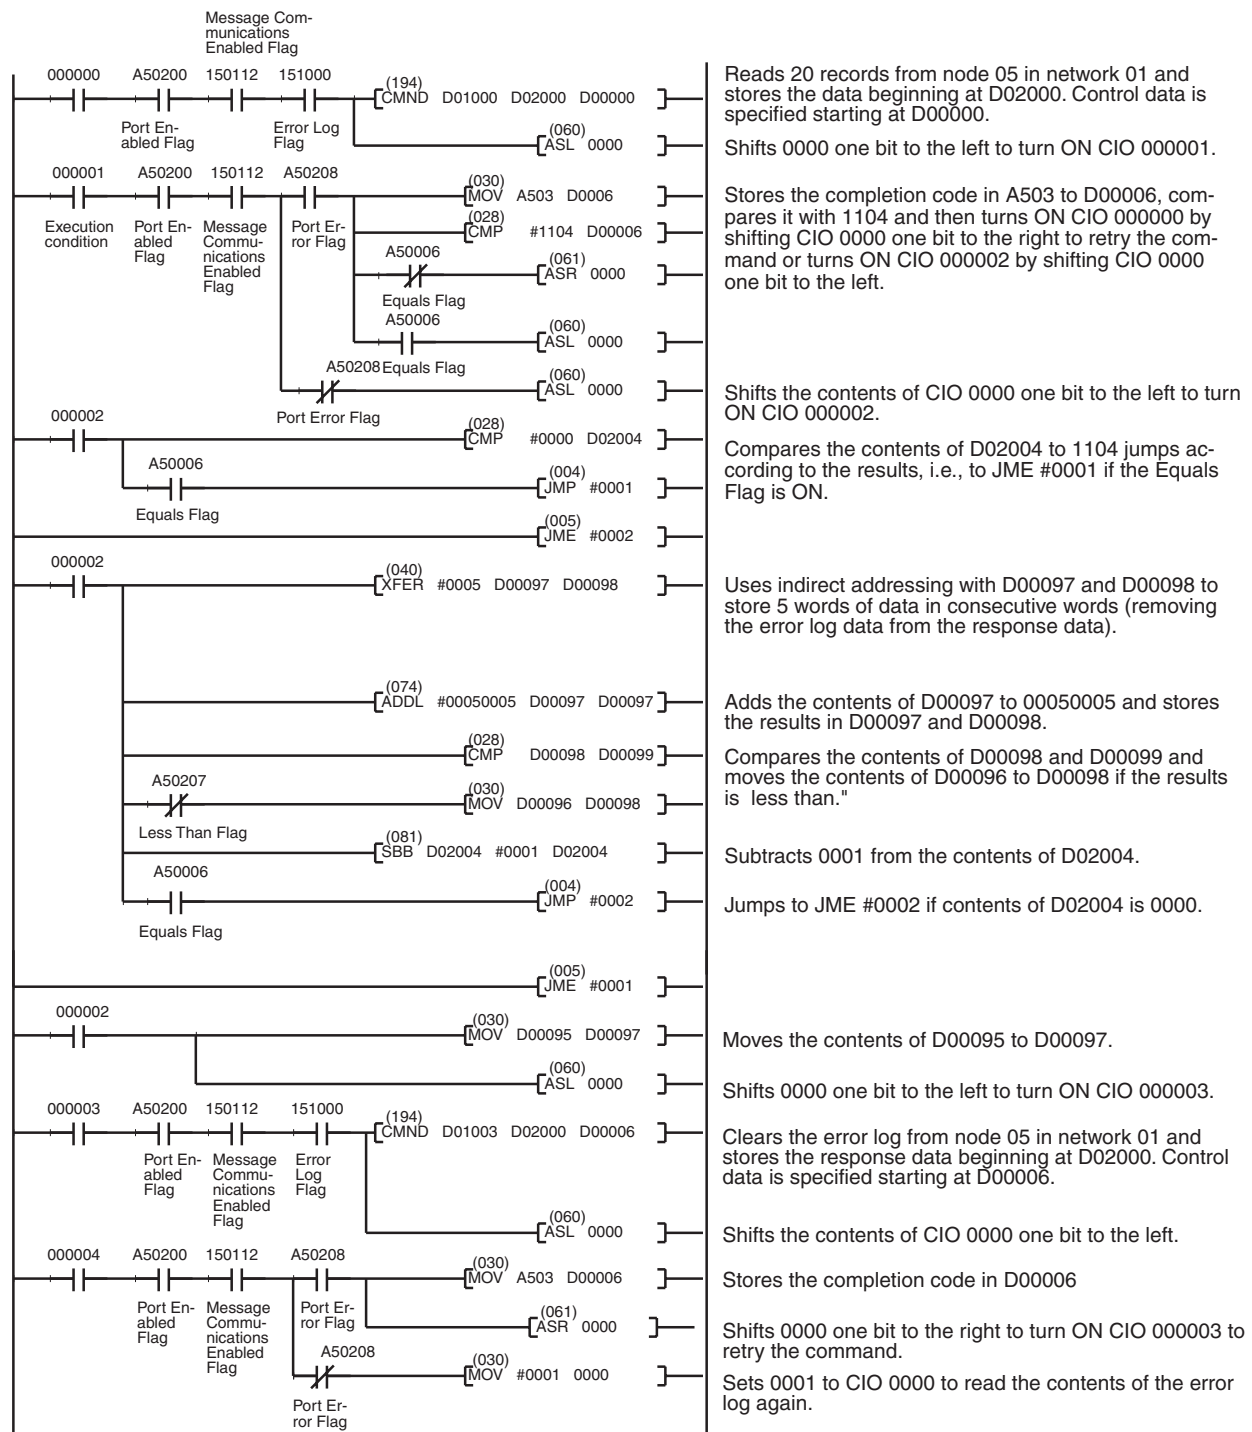 Message Com-
munications
Enabled Flag
000000 A50200 150112 151000
(194)
CMND D01000 D02000 D00000
Port En-
abled Flag
Error Log
Flag
(060)
ASL 0000
Reads 20 records from node 05 in network 01 and
stores the data beginning at D02000. Control data is
specified starting at D00000.
Shifts 0000 one bit to the left to turn ON CIO 000001.
000001 A50200 150112 A50208
(030)
MOV A503 D0006
Execution
condition
Port En-
abled
Flag
Message
Commu-
nications
Enabled
Flag
Port Er-
ror Flag
(028)
CMP #1104 D00006
A50006
(061)
ASR 0000
Equals Flag
A50006
(060)
ASL 0000
Equals Flag
A50208
(060)
ASL 0000
Port Error Flag
Stores the completion code in A503 to D00006, com-
pares it with 1104 and then turns ON CIO 000000 by
shifting CIO 0000 one bit to the right to retry the com-
mand or turns ON CIO 000002 by shifting CIO 0000
one bit to the left.
Shifts the contents of CIO 0000 one bit to the left to turn
ON CIO 000002.
000002
(028)
CMP #0000 D02004
A50006
(004)
JMP #0001
Equals Flag
Compares the contents of D02004 to 1104 jumps ac-
cording to the results, i.e., to JME #0001 if the Equals
Flag is ON.
(005)
JME #0002
000002
(040)
XFER #0005 D00097 D00098
Uses indirect addressing with D00097 and D00098 to
store 5 words of data in consecutive words (removing
the error log data from the response data).
(074)
ADDL #00050005 D00097 D00097
Adds the contents of D00097 to 00050005 and stores
the results in D00097 and D00098.
(028)
CMP D00098 D00099
Compares the contents of D00098 and D00099 and
moves the contents of D00096 to D00098 if the results
is less than."
A50207
(030)
MOV D00096 D00098
Less Than Flag
(081)
SBB D02004 #0001 D02004
Subtracts 0001 from the contents of D02004.
A50006
(004)
JMP #0002
Equals Flag
Jumps to JME #0002 if contents of D02004 is 0000.
(005)
JME #0001
000002
(030)
MOV D00095 D00097
Moves the contents of D00095 to D00097.
(060)
ASL 0000
Shifts 0000 one bit to the left to turn ON CIO 000003.
000003 A50200 150112 151000
(194)
CMND D01003 D02000 D00006
Port En-
abled
Flag
Message
Commu-
nications
Enabled
Flag
Error
Log
Flag
Clears the error log from node 05 in network 01 and
stores the response data beginning at D02000. Control
data is specified starting at D00006.
(060)
ASL 0000
Shifts the contents of CIO 0000 one bit to the left.
000004 A50200 150112 A50208
(030)
MOV A503 D00006
Stores the completion code in D00006
Port En-
abled
Flag
Message
Commu-
nications
Enabled
Flag
Port Er-
ror Flag
(061)
ASR 0000
Shifts 0000 one bit to the right to turn ON CIO 000003 to
retry the command.
A50208
(030)
MOV #0001 0000
Port Er-
ror Flag
Sets 0001 to CIO 0000 to read the contents of the error
log again.